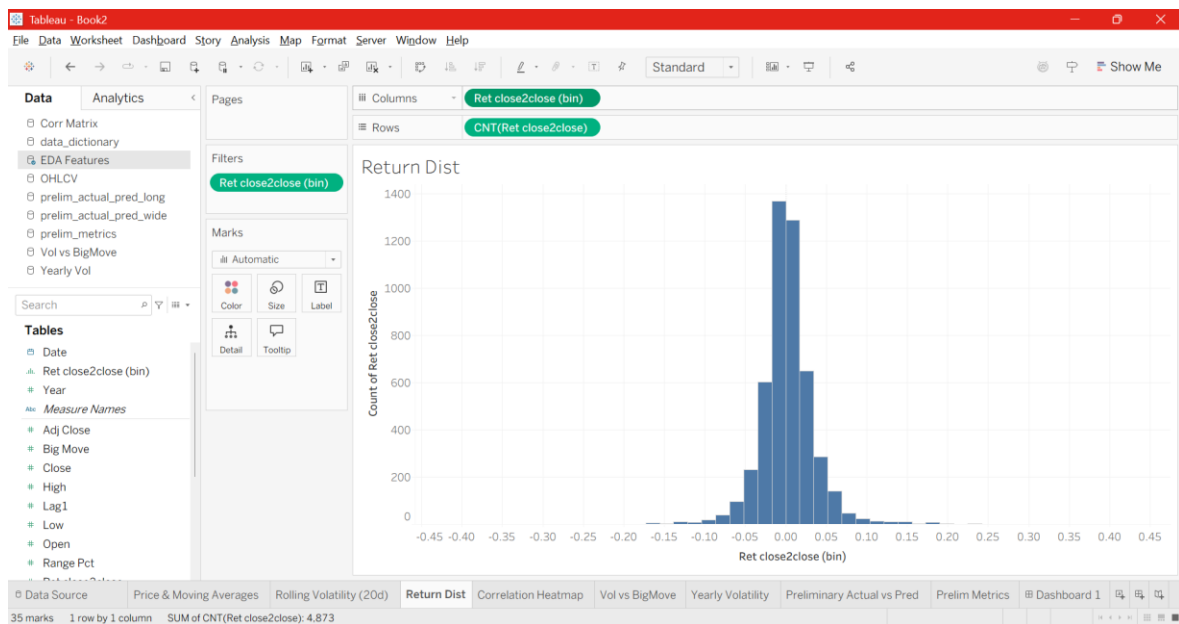 Tableau - Book2
File Data Worksheet Dashboard Story Analysis Map Format Server Window Help
Standard
Show Me
Data Analytics
Corr Matrix
data_dictionary
EDA Features
OHLCV
prelim_actual_pred_long
prelim_actual_pred_wide
prelim_metrics
Vol vs BigMove
Yearly Vol
Search
Tables
Date
Ret close2close (bin)
# Year
Abc Measure Names
# Adj Close
# Big Move
# Close
# High
# Lag1
# Low
# Open
# Range Pct
Pages
Filters
Ret close2close (bin)
Marks
Automatic
Color Size Label
Detail Tooltip
Columns Ret close2close (bin)
Rows CNT(Ret close2close)
Return Dist
Count of Ret close2close
1400
1200
1000
800
600
400
200
0
-0.45 -0.40 -0.35 -0.30 -0.25 -0.20 -0.15 -0.10 -0.05 0.00 0.05 0.10 0.15 0.20 0.25 0.30 0.35 0.40 0.45
Ret close2close (bin)
Data Source Price & Moving Averages Rolling Volatility (20d) Return Dist Correlation Heatmap Vol vs BigMove Yearly Volatility Preliminary Actual vs Pred Prelim Metrics Dashboard 1
35 marks 1 row by 1 column SUM of CNT(Ret close2close): 4.873